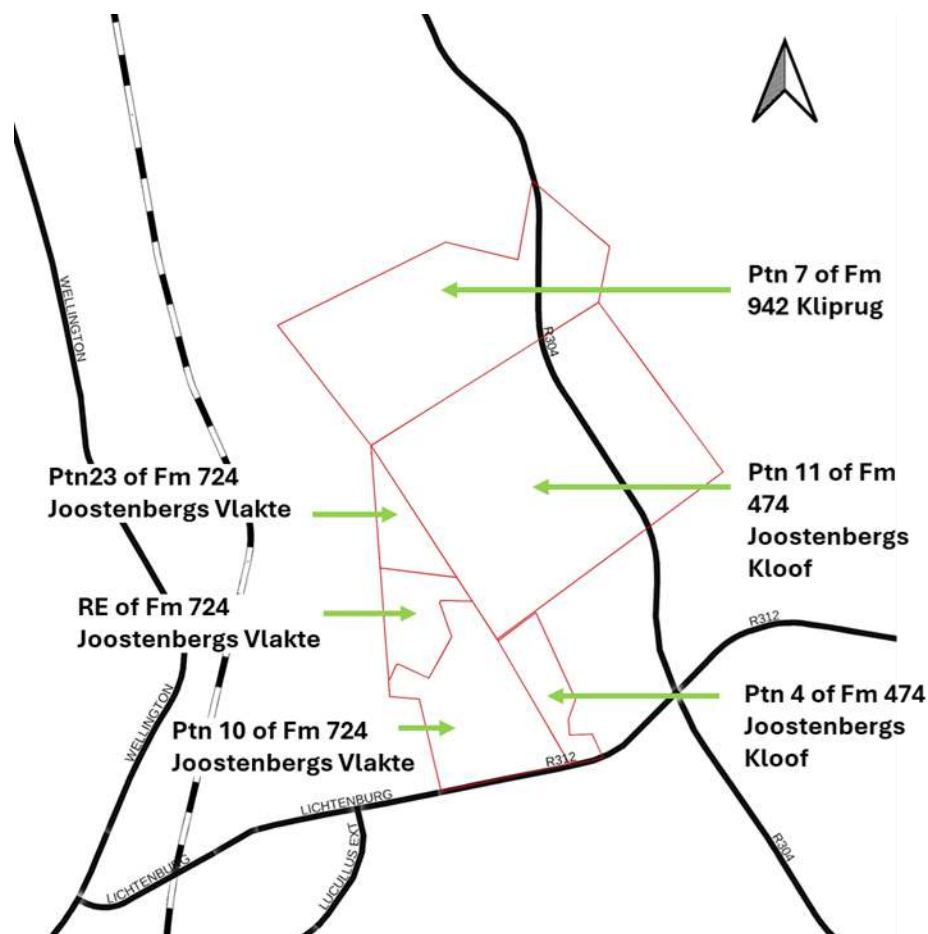 WELLINGTON
Ptn 7 of Fm
942 Kliprug
R304
Ptn23 of Fm 724
Joostenbergs Vlakte
Ptn 11 of Fm
474
Joostenbergs
Kloof
RE of Fm 724
Joostenbergs Vlakte
R312
WELLINGTON
Ptn 4 of Fm 474
Joostenbergs
Kloof
Ptn 10 of Fm 724
Joostenbergs Vlakte
R312
LICHTENBURG
LUCULLUS EXT
R304
LICHTENBURG